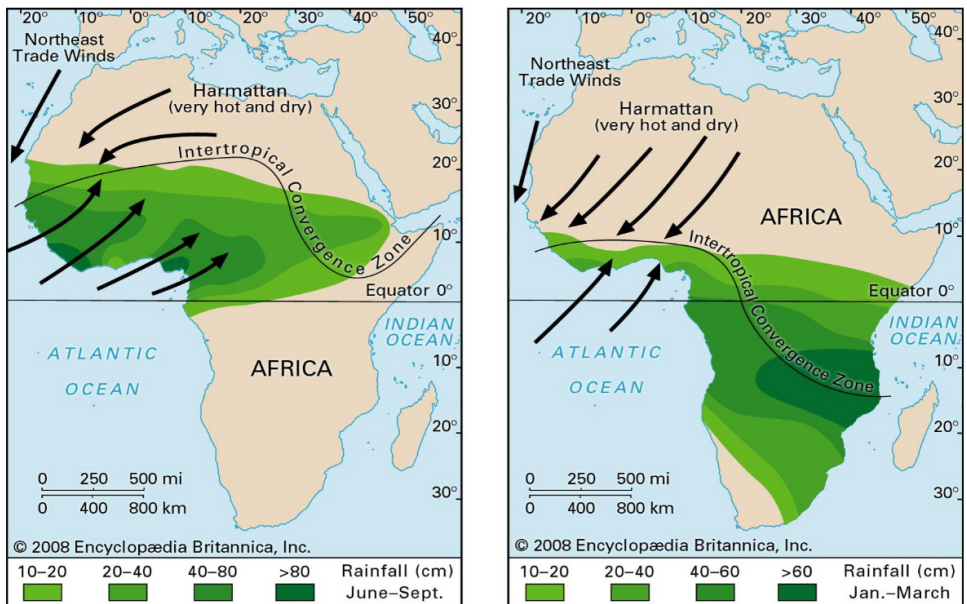 20° 10° 0° 10° 20° 30° 40°
Northeast
Trade Winds
40°
30°
Harmattan
(very hot and dry)
Intertropical Convergence Zone
20°
10°
Equator 0°
INDIAN
OCEAN
ATLANTIC
OCEAN
AFRICA
10°
20°
30°
0 250 500 mi
0 400 800 km
© 2008 Encyclopædia Britannica, Inc.
10–20 20–40 40–80 >80 Rainfall (cm)
June–Sept.
20° 10° 0° 10° 20° 30° 40°
40°
Northeast
Trade Winds
30°
Harmattan
(very hot and dry)
20°
AFRICA
10°
Intertropical Convergence Zone
Equator 0°
INDIAN
OCEAN
ATLANTIC
OCEAN
10°
20°
30°
0 250 500 mi
0 400 800 km
© 2008 Encyclopædia Britannica, Inc.
10–20 20–40 40–60 >60 Rainfall (cm)
Jan.–March